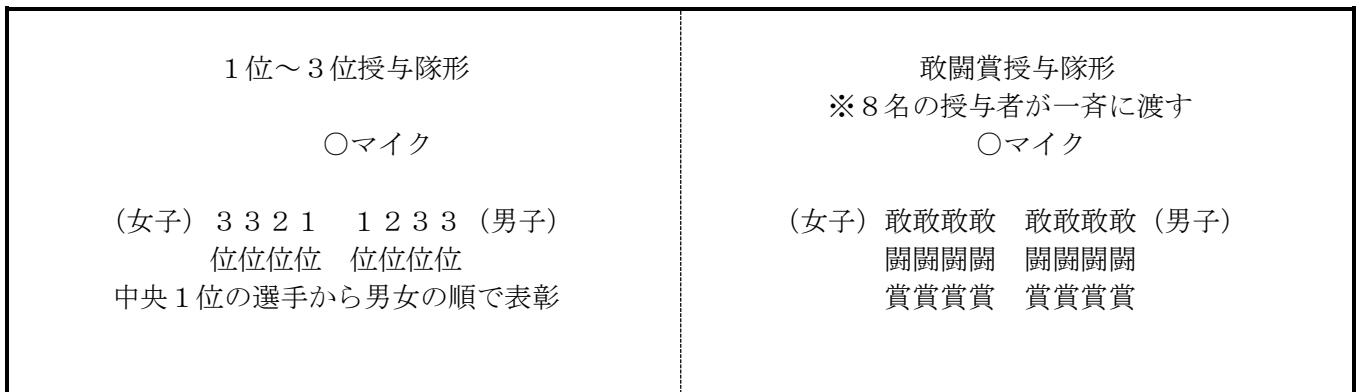 １位～３位授与隊形
○マイク
（女子）３３２１　１２３３（男子）
位位位位　位位位位
中央１位の選手から男女の順で表彰
敢闘賞授与隊形
※８名の授与者が一斉に渡す
○マイク
（女子）敢敢敢敢　敢敢敢敢（男子）
闘闘闘闘　闘闘闘闘
賞賞賞賞　賞賞賞賞